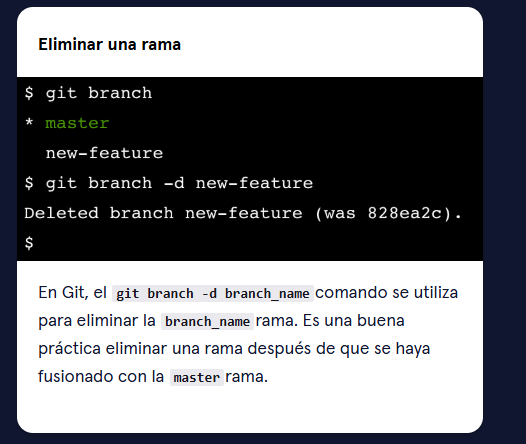 Eliminar una rama
$ git branch
* master
  new-feature
$ git branch -d new-feature
Deleted branch new-feature (was 828ea2c).
$
En Git, el git branch -d branch_name comando se utiliza
para eliminar la branch_name rama. Es una buena
práctica eliminar una rama después de que se haya
fusionado con la master rama.